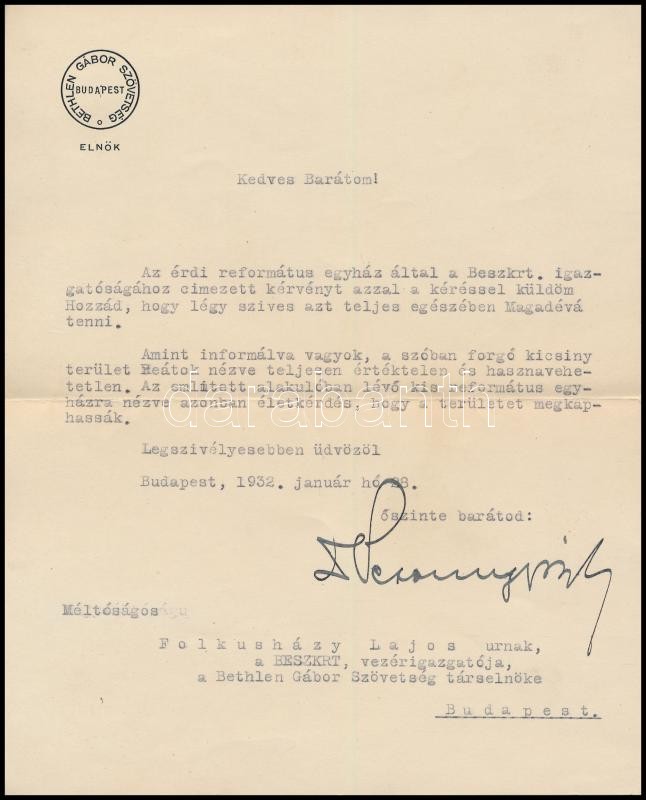 BETHLEN GÁBOR SZÖVETSÉG
BUDAPEST
ELNÖK
Kedves Barátom!
Az érdi református egyház által a Beszkrt. igaz-
gatóságához cimezett kérvényt azzal a kéréssel küldöm
Hozzád, hogy légy szives azt teljes egészében Magadévá
tenni.
Amint informálva vagyok, a szóban forgó kicsiny
terület Reátok nézve teljesen értéktelen és hasznavehe-
tetlen. Az említett alakulóban lévő kis református egy-
házra nézve azonban életkérdés, hogy a területet megkap-
hassák.
darabanth
Legszivélyesebben üdvözöl
Budapest, 1932. január hó 28.
őszinte barátod:
Méltóságos
Folkusházy Lajos urnak,
a BESZKRT, vezérigazgatója,
a Bethlen Gábor Szövetség társelnöke
Budapest.